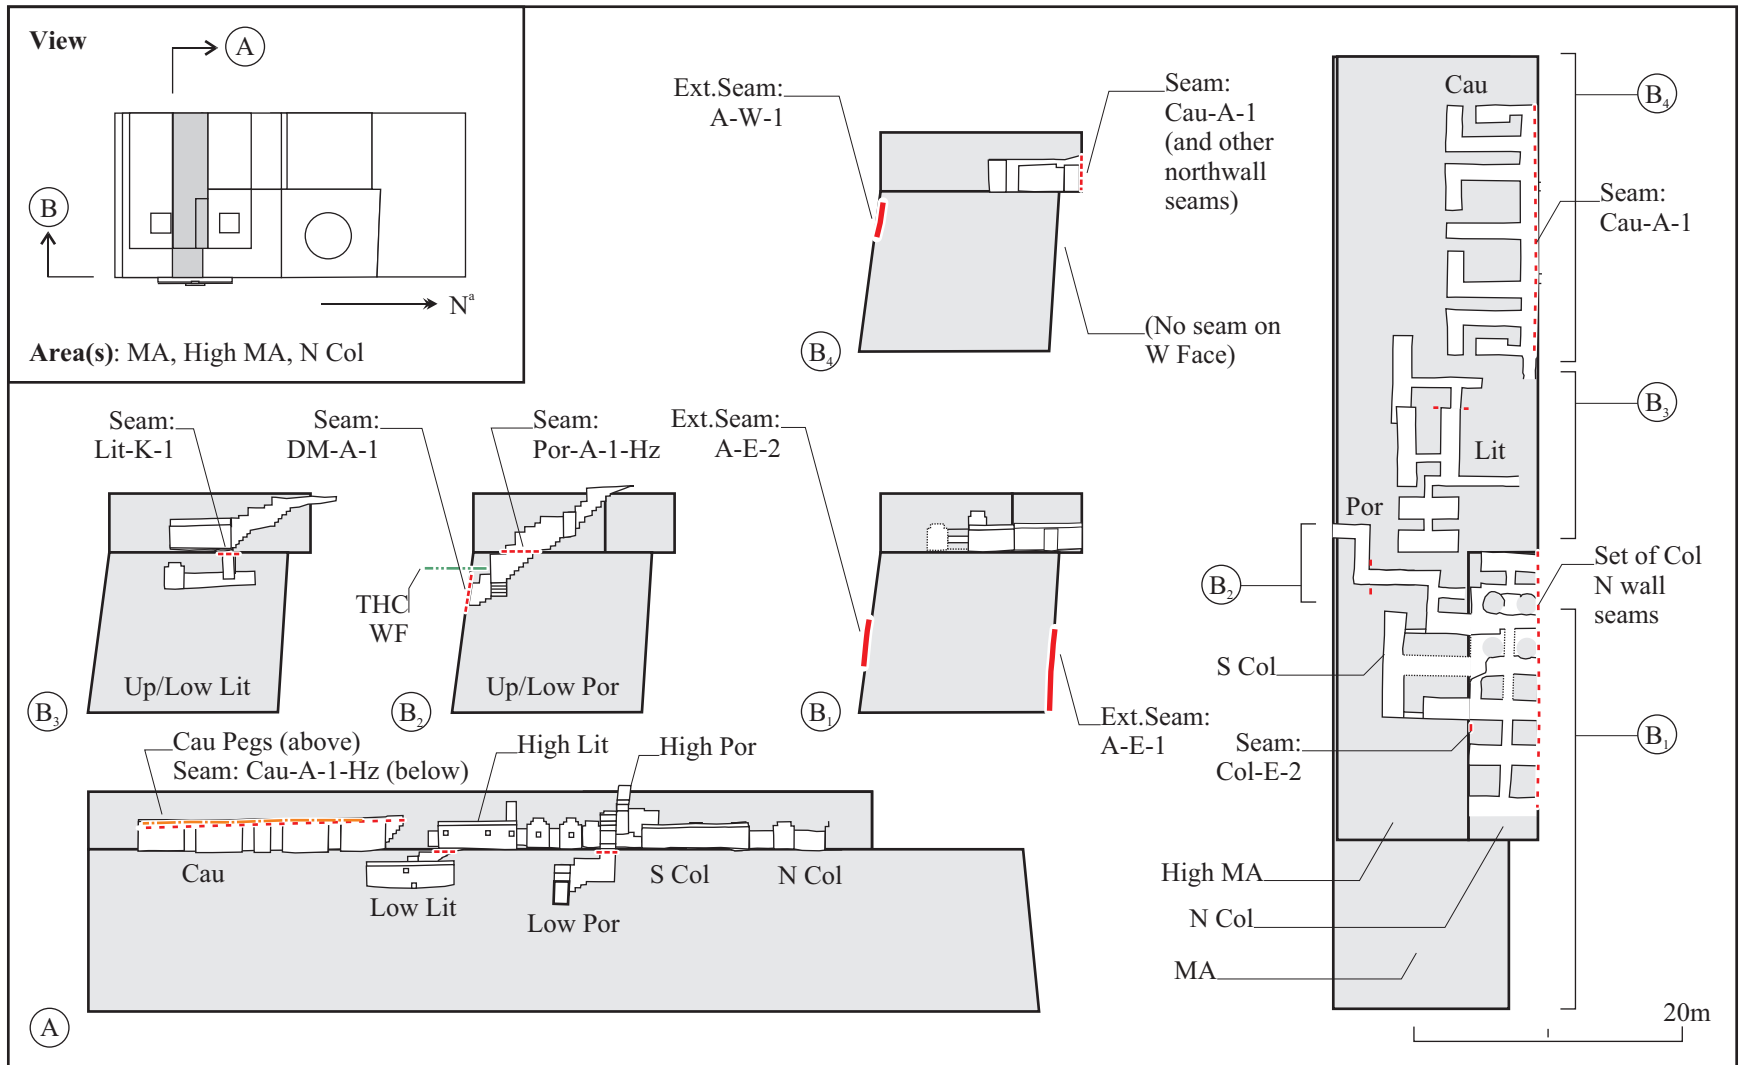 View
A
B
Nᵃ
Area(s): MA, High MA, N Col
Ext.Seam:
A-W-1
Seam:
Cau-A-1
(and other
northwall
seams)
(No seam on
W Face)
B₄
Seam:
Lit-K-1
Up/Low Lit
B₃
Seam:
DM-A-1
Seam:
Por-A-1-Hz
THC
WF
Up/Low Por
B₂
Ext.Seam:
A-E-2
Ext.Seam:
A-E-1
B₁
Cau Pegs (above)
Seam: Cau-A-1-Hz (below)
High Lit
High Por
Cau
Low Lit
Low Por
S Col
N Col
A
Cau
B₄
Seam:
Cau-A-1
B₃
Lit
Por
B₂
Set of Col
N wall
seams
S Col
Seam:
Col-E-2
B₁
High MA
N Col
MA
20m